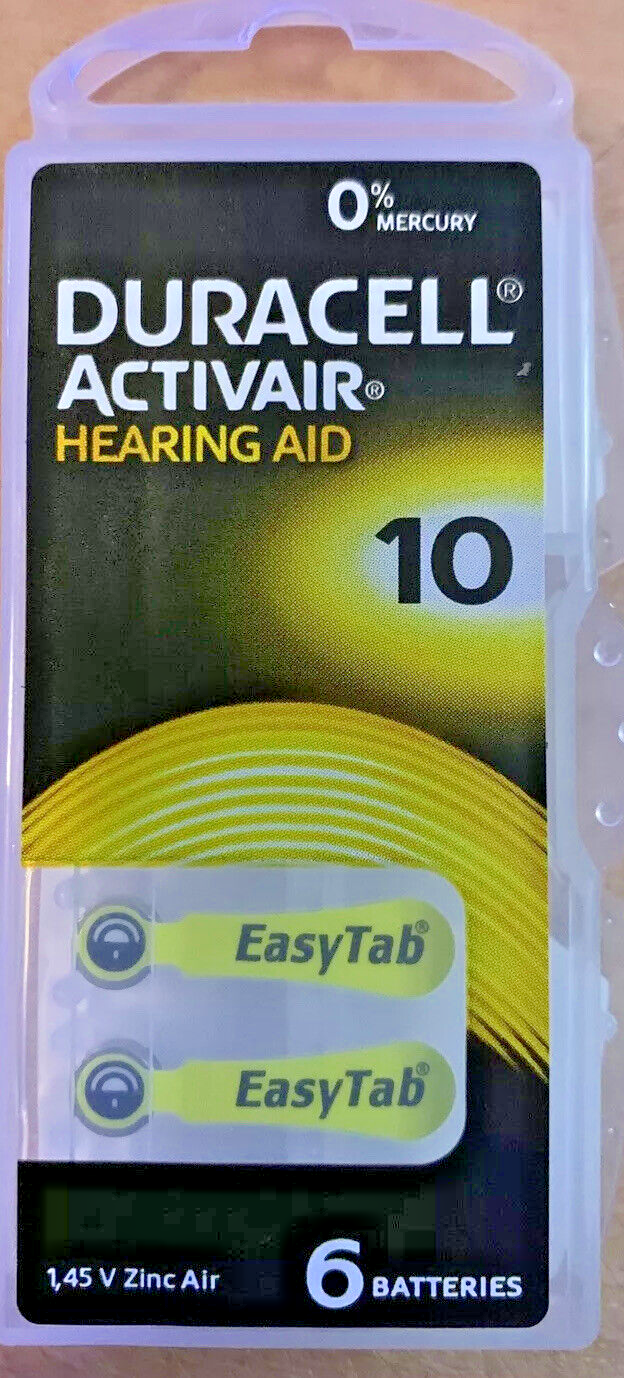 0% MERCURY
DURACELL®
ACTIVAIR®
HEARING AID
10
EasyTab®
EasyTab®
1,45 V Zinc Air
6 BATTERIES